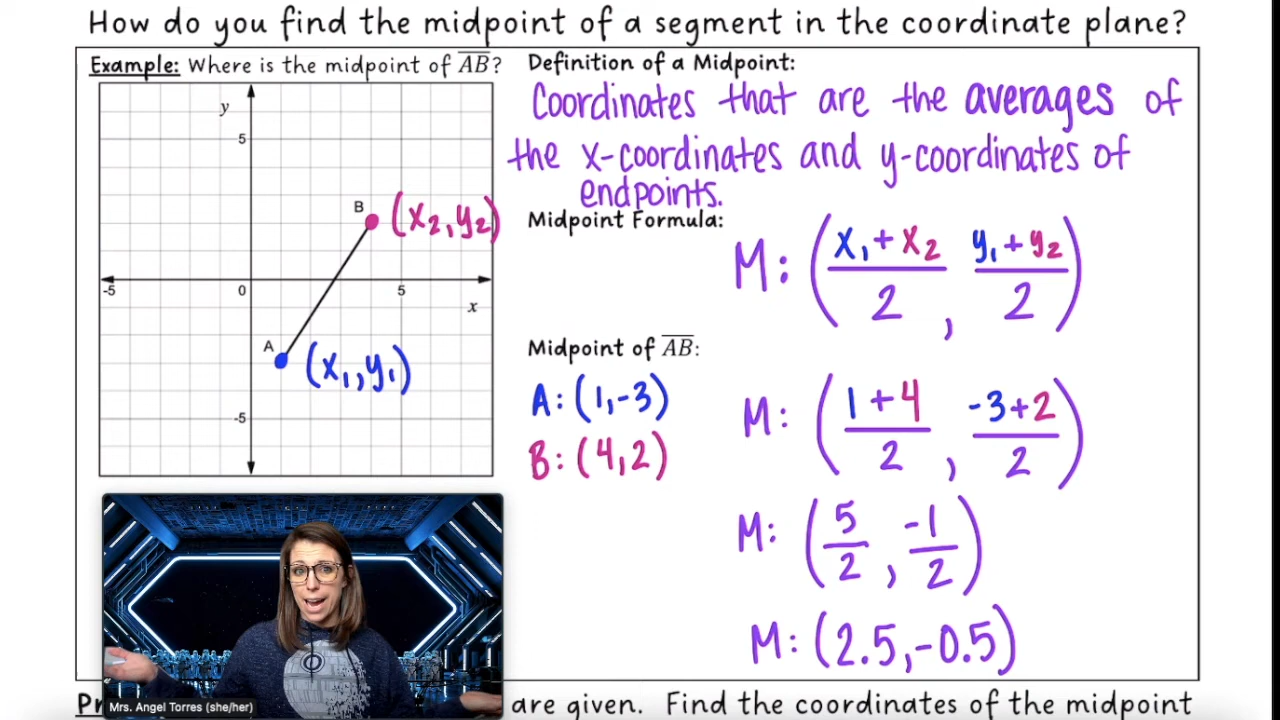 How do you find the midpoint of a segment in the coordinate plane?
Example: Where is the midpoint of AB?
y
5
B (x₂,y₂)
-5 0 5
x
A (x₁,y₁)
-5
Definition of a Midpoint:
Coordinates that are the averages of
the x-coordinates and y-coordinates of
endpoints.
Midpoint Formula:
M: (x₁+x₂/2, y₁+y₂/2)
Midpoint of AB:
A: (1,-3)
B: (4,2)
M: (1+4/2, -3+2/2)
M: (5/2, -1/2)
M: (2.5,-0.5)
Mrs. Angel Torres (she/her)
are given. Find the coordinates of the midpoint